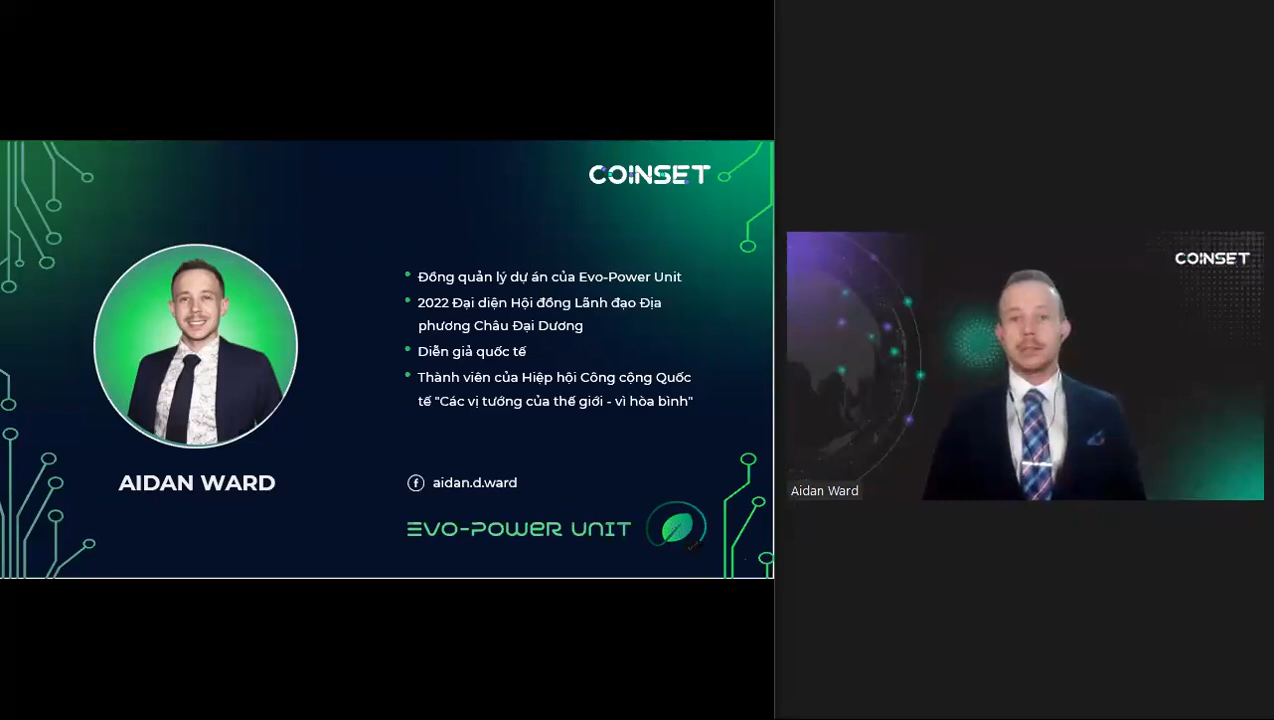 COINSET
Đồng quản lý dự án của Evo-Power Unit
2022 Đại diện Hội đồng Lãnh đạo Địa
phương Châu Đại Dương
Diễn giả quốc tế
Thành viên của Hiệp hội Công cộng Quốc
tế "Các vị tướng của thế giới - vì hòa bình"
AIDAN WARD
aidan.d.ward
EVO-POWER UNIT
COINSET
Aidan Ward